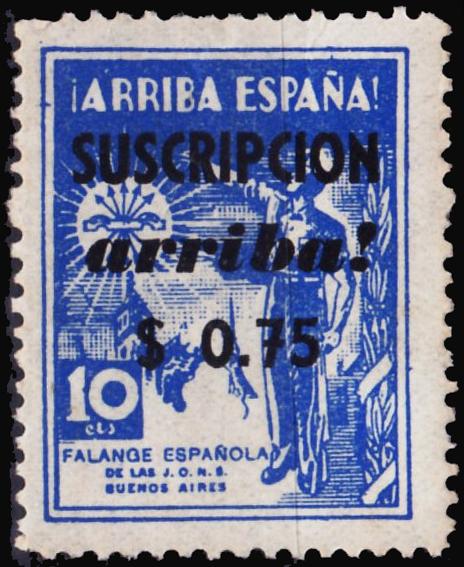 ¡ARRIBA ESPAÑA!
SUSCRIPCION
arriba!
$ 0.75
10
cts
FALANGE ESPAÑOLA
DE LAS J.O.N.S.
BUENOS AIRES